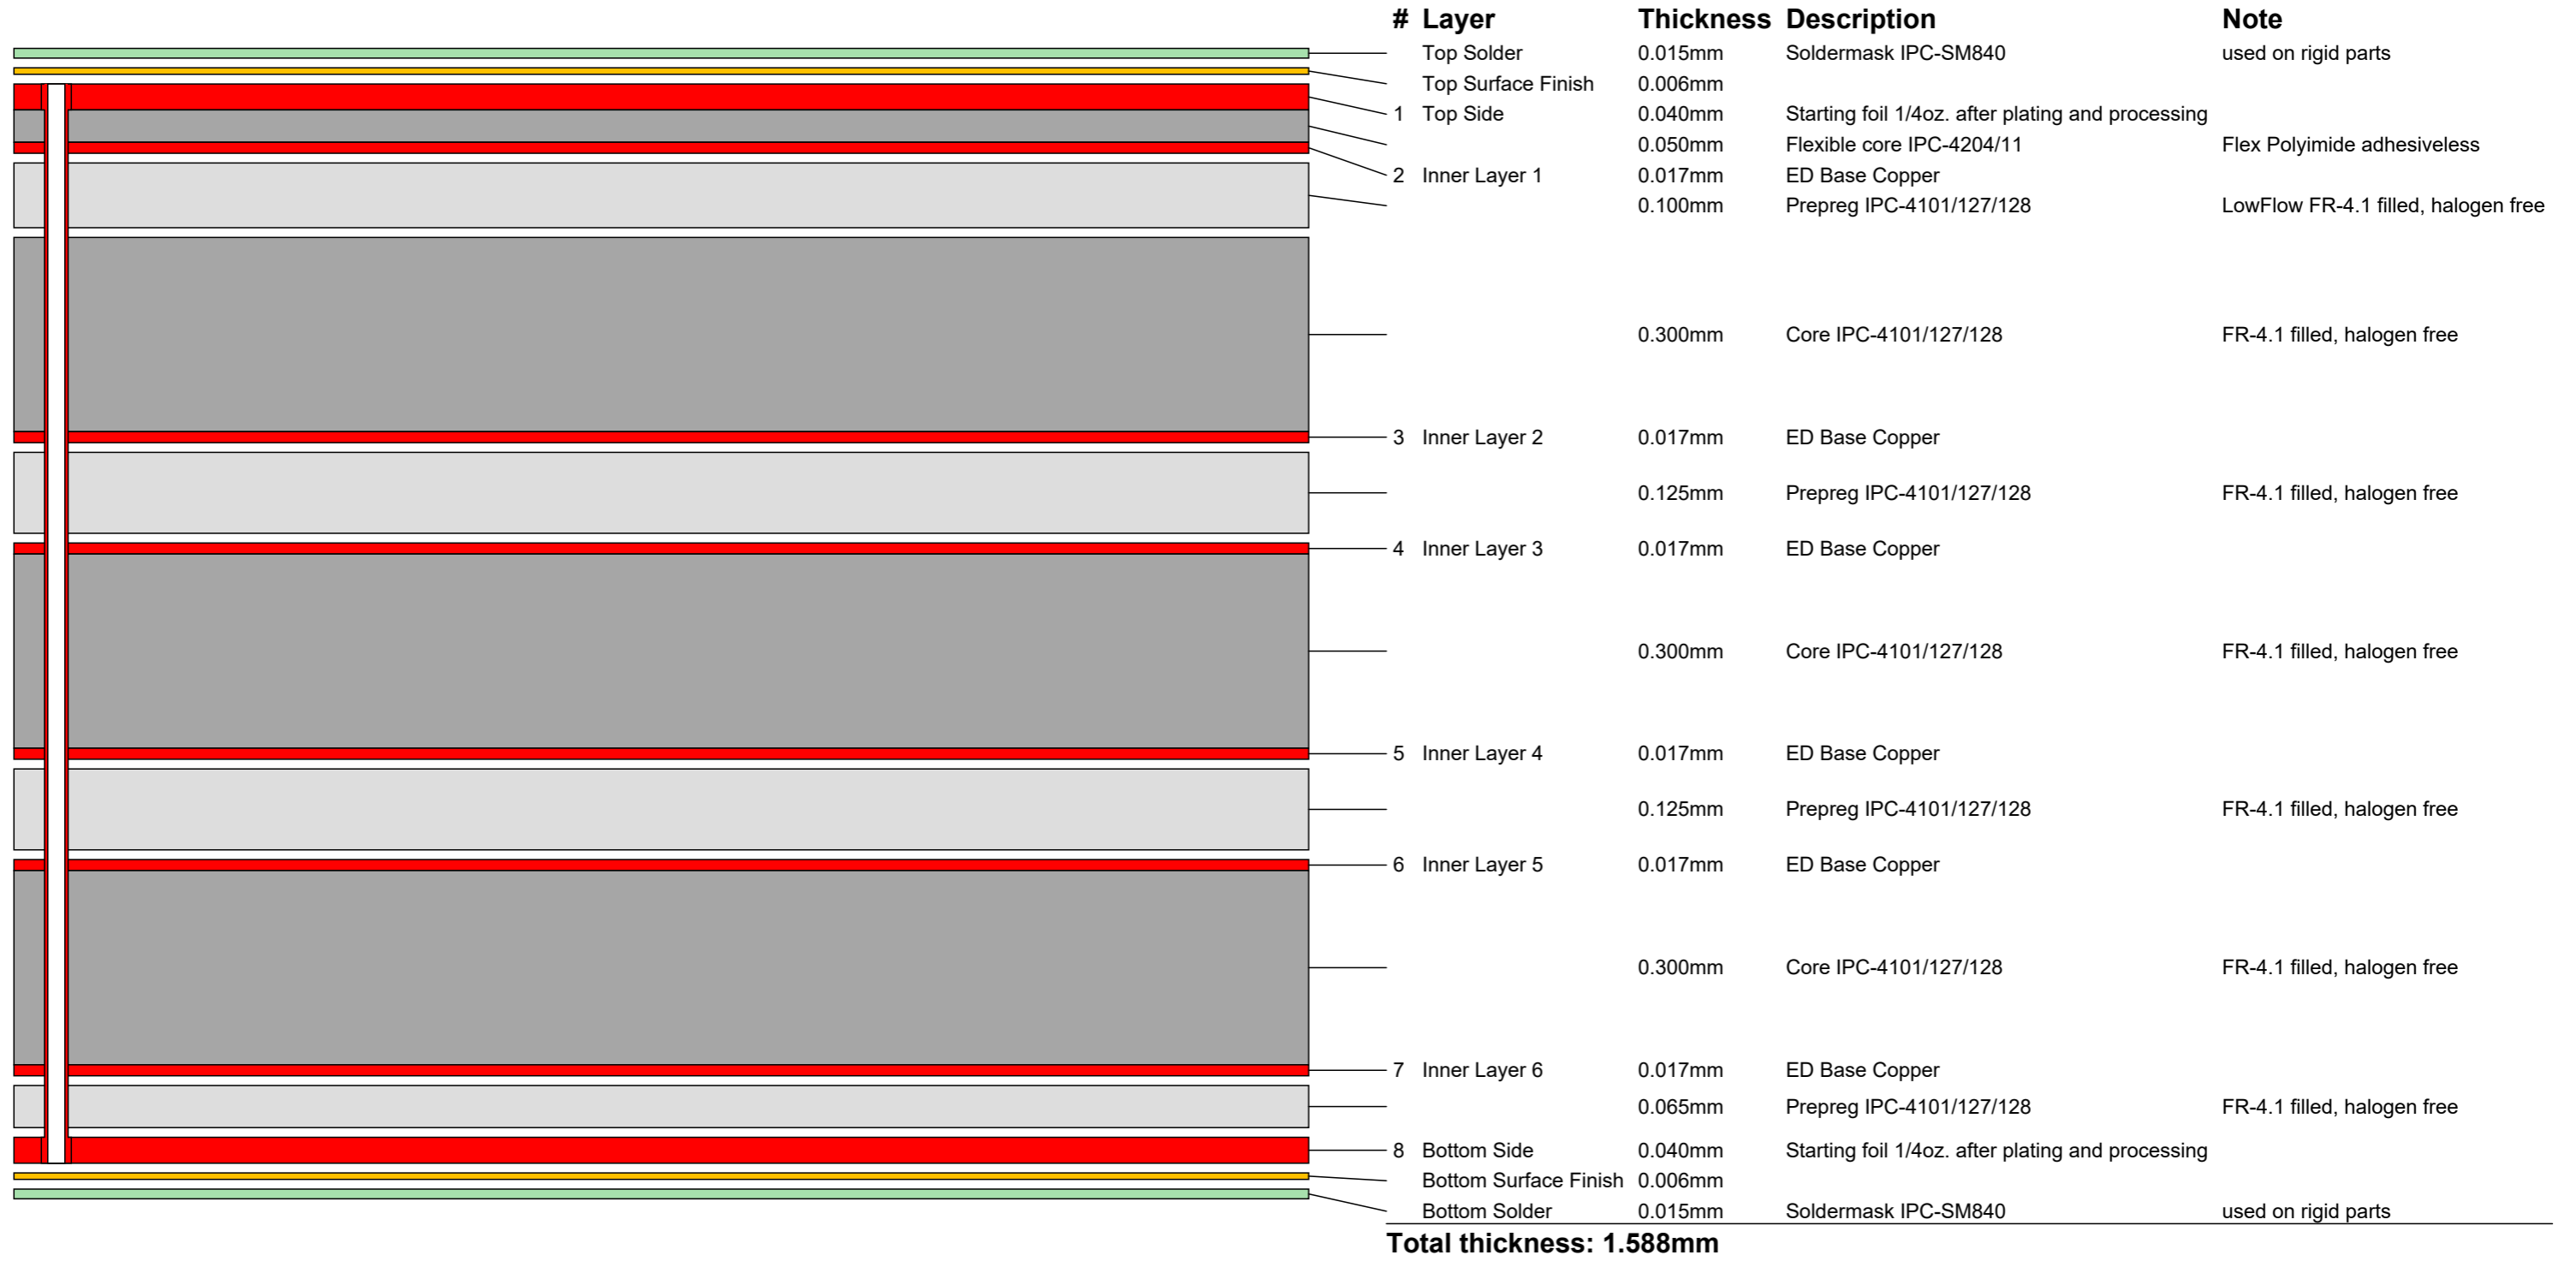 # Layer Thickness Description Note
Top Solder 0.015mm Soldermask IPC-SM840 used on rigid parts
Top Surface Finish 0.006mm
1 Top Side 0.040mm Starting foil 1/4oz. after plating and processing
0.050mm Flexible core IPC-4204/11 Flex Polyimide adhesiveless
2 Inner Layer 1 0.017mm ED Base Copper
0.100mm Prepreg IPC-4101/127/128 LowFlow FR-4.1 filled, halogen free
0.300mm Core IPC-4101/127/128 FR-4.1 filled, halogen free
3 Inner Layer 2 0.017mm ED Base Copper
0.125mm Prepreg IPC-4101/127/128 FR-4.1 filled, halogen free
4 Inner Layer 3 0.017mm ED Base Copper
0.300mm Core IPC-4101/127/128 FR-4.1 filled, halogen free
5 Inner Layer 4 0.017mm ED Base Copper
0.125mm Prepreg IPC-4101/127/128 FR-4.1 filled, halogen free
6 Inner Layer 5 0.017mm ED Base Copper
0.300mm Core IPC-4101/127/128 FR-4.1 filled, halogen free
7 Inner Layer 6 0.017mm ED Base Copper
0.065mm Prepreg IPC-4101/127/128 FR-4.1 filled, halogen free
8 Bottom Side 0.040mm Starting foil 1/4oz. after plating and processing
Bottom Surface Finish 0.006mm
Bottom Solder 0.015mm Soldermask IPC-SM840 used on rigid parts
Total thickness: 1.588mm